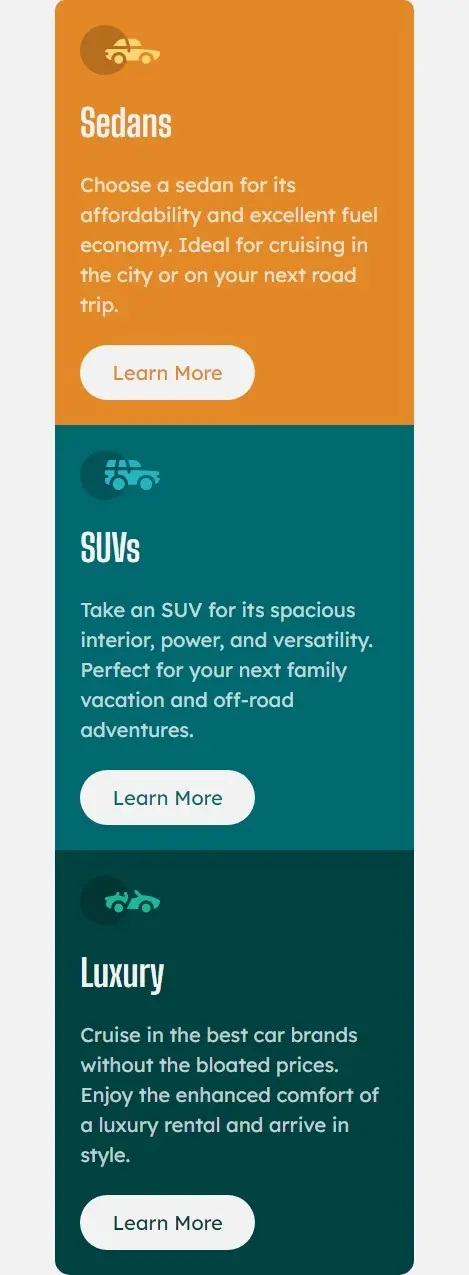 Sedans
Choose a sedan for its
affordability and excellent fuel
economy. Ideal for cruising in
the city or on your next road
trip.
Learn More
SUVs
Take an SUV for its spacious
interior, power, and versatility.
Perfect for your next family
vacation and off-road
adventures.
Learn More
Luxury
Cruise in the best car brands
without the bloated prices.
Enjoy the enhanced comfort of
a luxury rental and arrive in
style.
Learn More